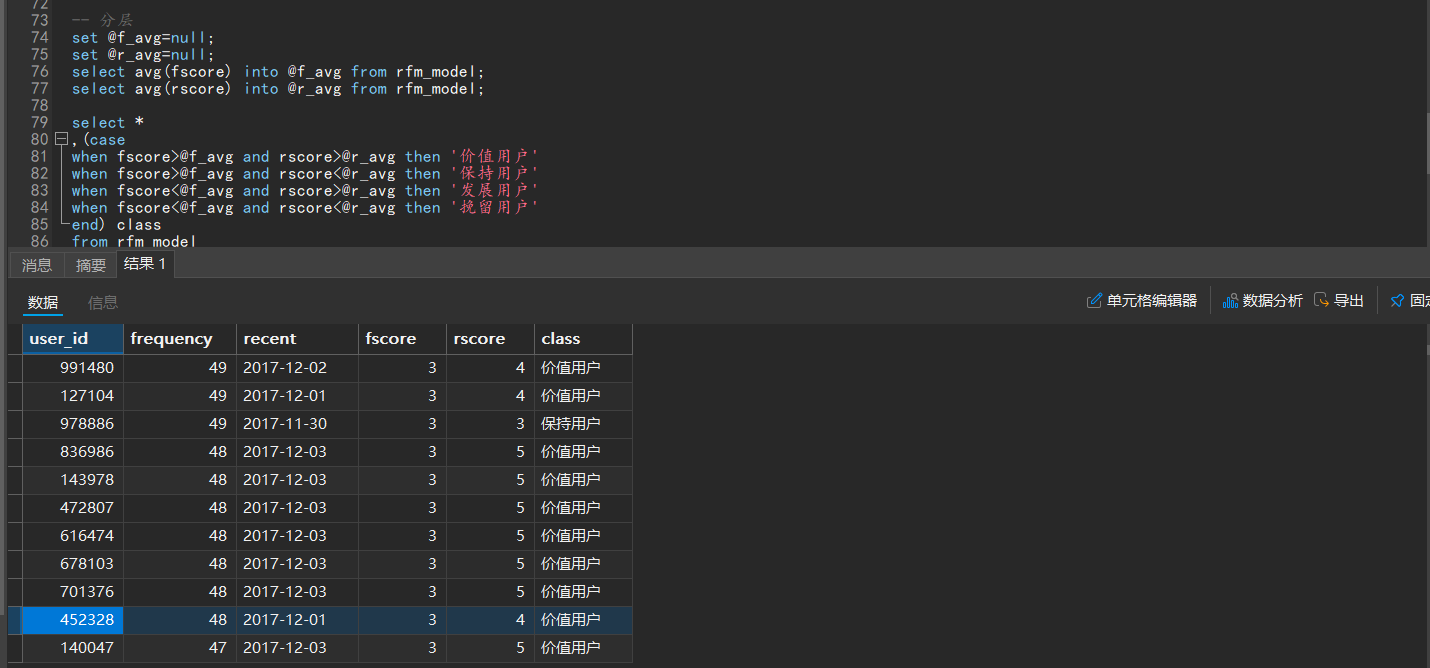 72
73 -- 分层
74 set @f_avg=null;
75 set @r_avg=null;
76 select avg(fscore) into @f_avg from rfm_model;
77 select avg(rscore) into @r_avg from rfm_model;
78
79 select *
80 ,(case
81 when fscore>@f_avg and rscore>@r_avg then '价值用户'
82 when fscore>@f_avg and rscore<@r_avg then '保持用户'
83 when fscore<@f_avg and rscore>@r_avg then '发展用户'
84 when fscore<@f_avg and rscore<@r_avg then '挽留用户'
85 end) class
86 from rfm_model
消息 摘要 结果 1
数据 信息 单元格编辑器 数据分析 导出 固定
user_id frequency recent fscore rscore class
991480 49 2017-12-02 3 4 价值用户
127104 49 2017-12-01 3 4 价值用户
978886 49 2017-11-30 3 3 保持用户
836986 48 2017-12-03 3 5 价值用户
143978 48 2017-12-03 3 5 价值用户
472807 48 2017-12-03 3 5 价值用户
616474 48 2017-12-03 3 5 价值用户
678103 48 2017-12-03 3 5 价值用户
701376 48 2017-12-03 3 5 价值用户
452328 48 2017-12-01 3 4 价值用户
140047 47 2017-12-03 3 5 价值用户